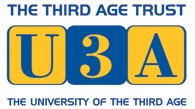 THE THIRD AGE TRUST
U3A
THE UNIVERSITY OF THE THIRD AGE